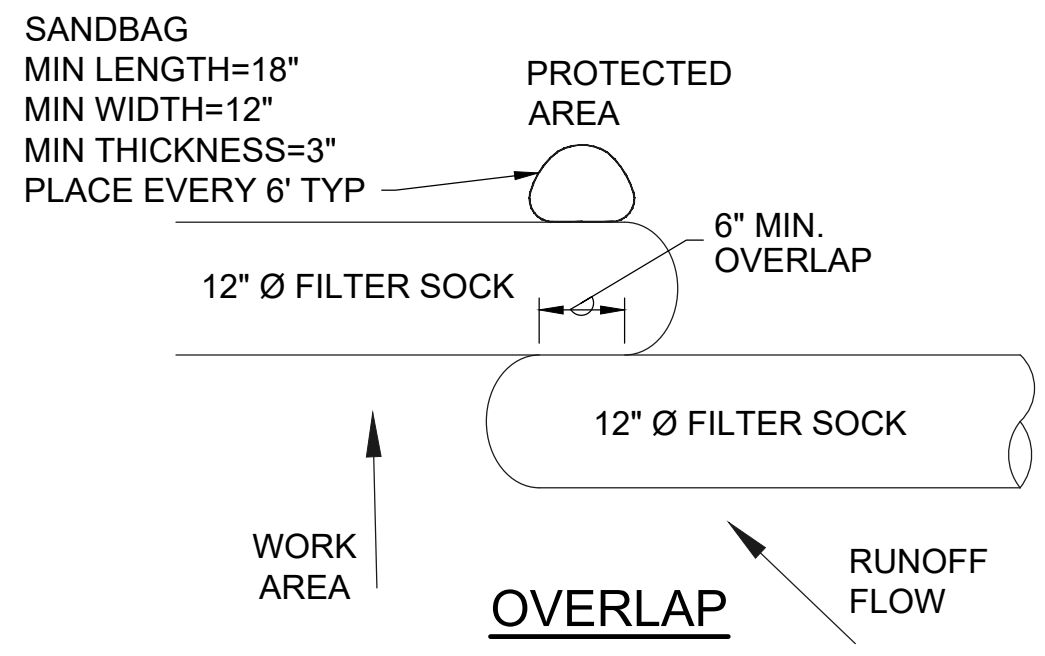 SANDBAG
MIN LENGTH=18"
MIN WIDTH=12"
MIN THICKNESS=3"
PLACE EVERY 6' TYP
PROTECTED
AREA
6" MIN.
OVERLAP
12" Ø FILTER SOCK
12" Ø FILTER SOCK
WORK
AREA
RUNOFF
FLOW
OVERLAP